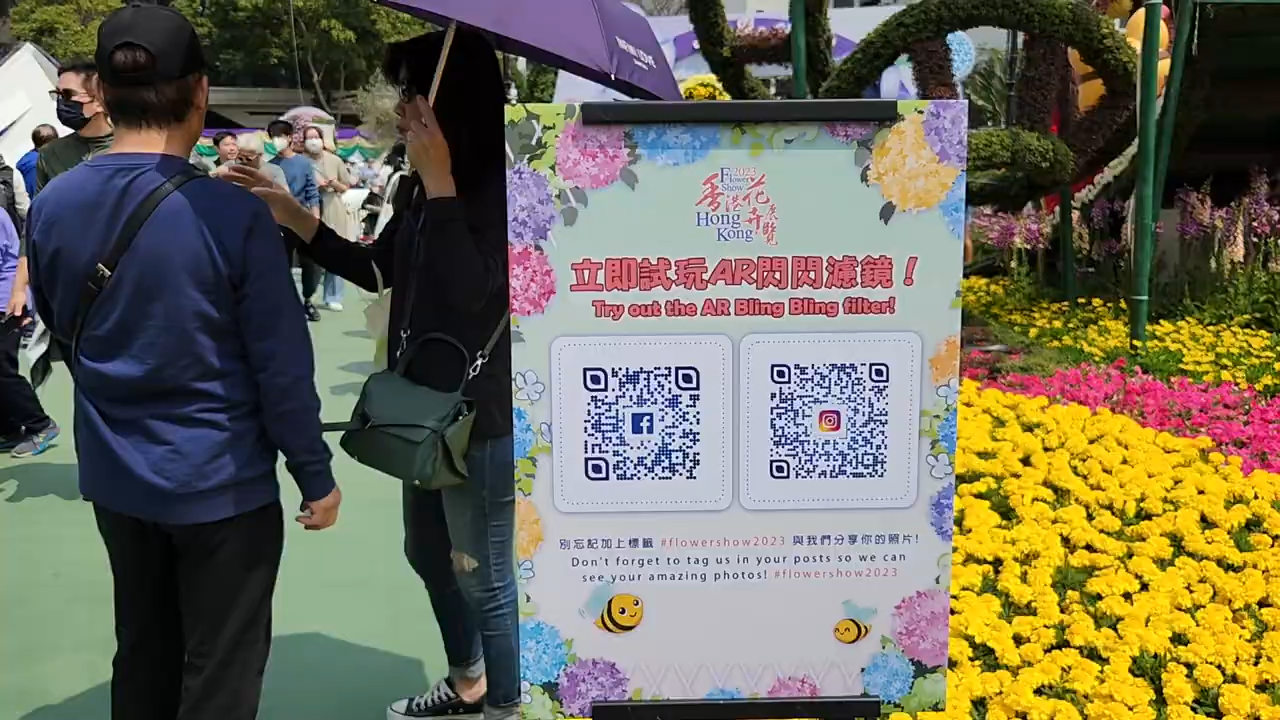 2023
Flower
Show
香港花卉展覽
Hong
Kong
立即試玩AR閃閃濾鏡！
Try out the AR Bling Bling filter!
別忘記加上標籤 #flowershow2023 與我們分享你的照片!
Don't forget to tag us in your posts so we can
see your amazing photos! #flowershow2023